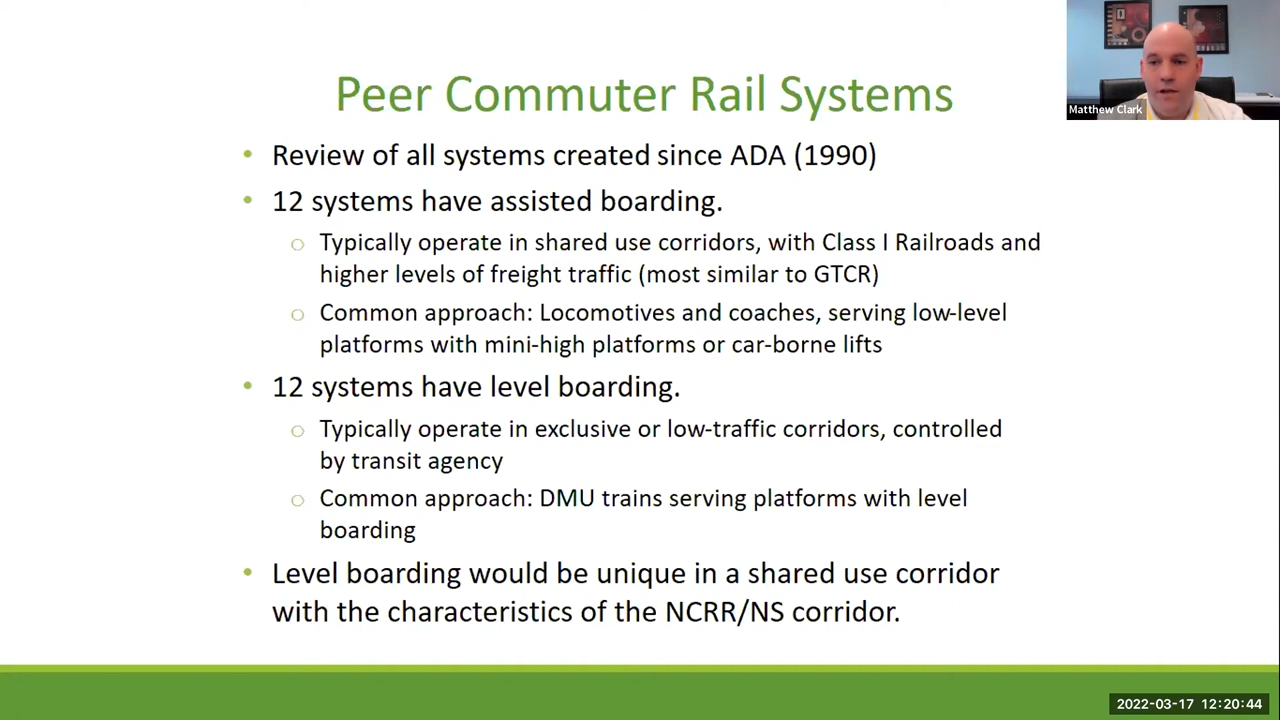 Peer Commuter Rail Systems
Matthew Clark
• Review of all systems created since ADA (1990)
• 12 systems have assisted boarding.
○ Typically operate in shared use corridors, with Class I Railroads and
higher levels of freight traffic (most similar to GTCR)
○ Common approach: Locomotives and coaches, serving low-level
platforms with mini-high platforms or car-borne lifts
• 12 systems have level boarding.
○ Typically operate in exclusive or low-traffic corridors, controlled
by transit agency
○ Common approach: DMU trains serving platforms with level
boarding
• Level boarding would be unique in a shared use corridor
with the characteristics of the NCRR/NS corridor.
2022-03-17 12:20:44